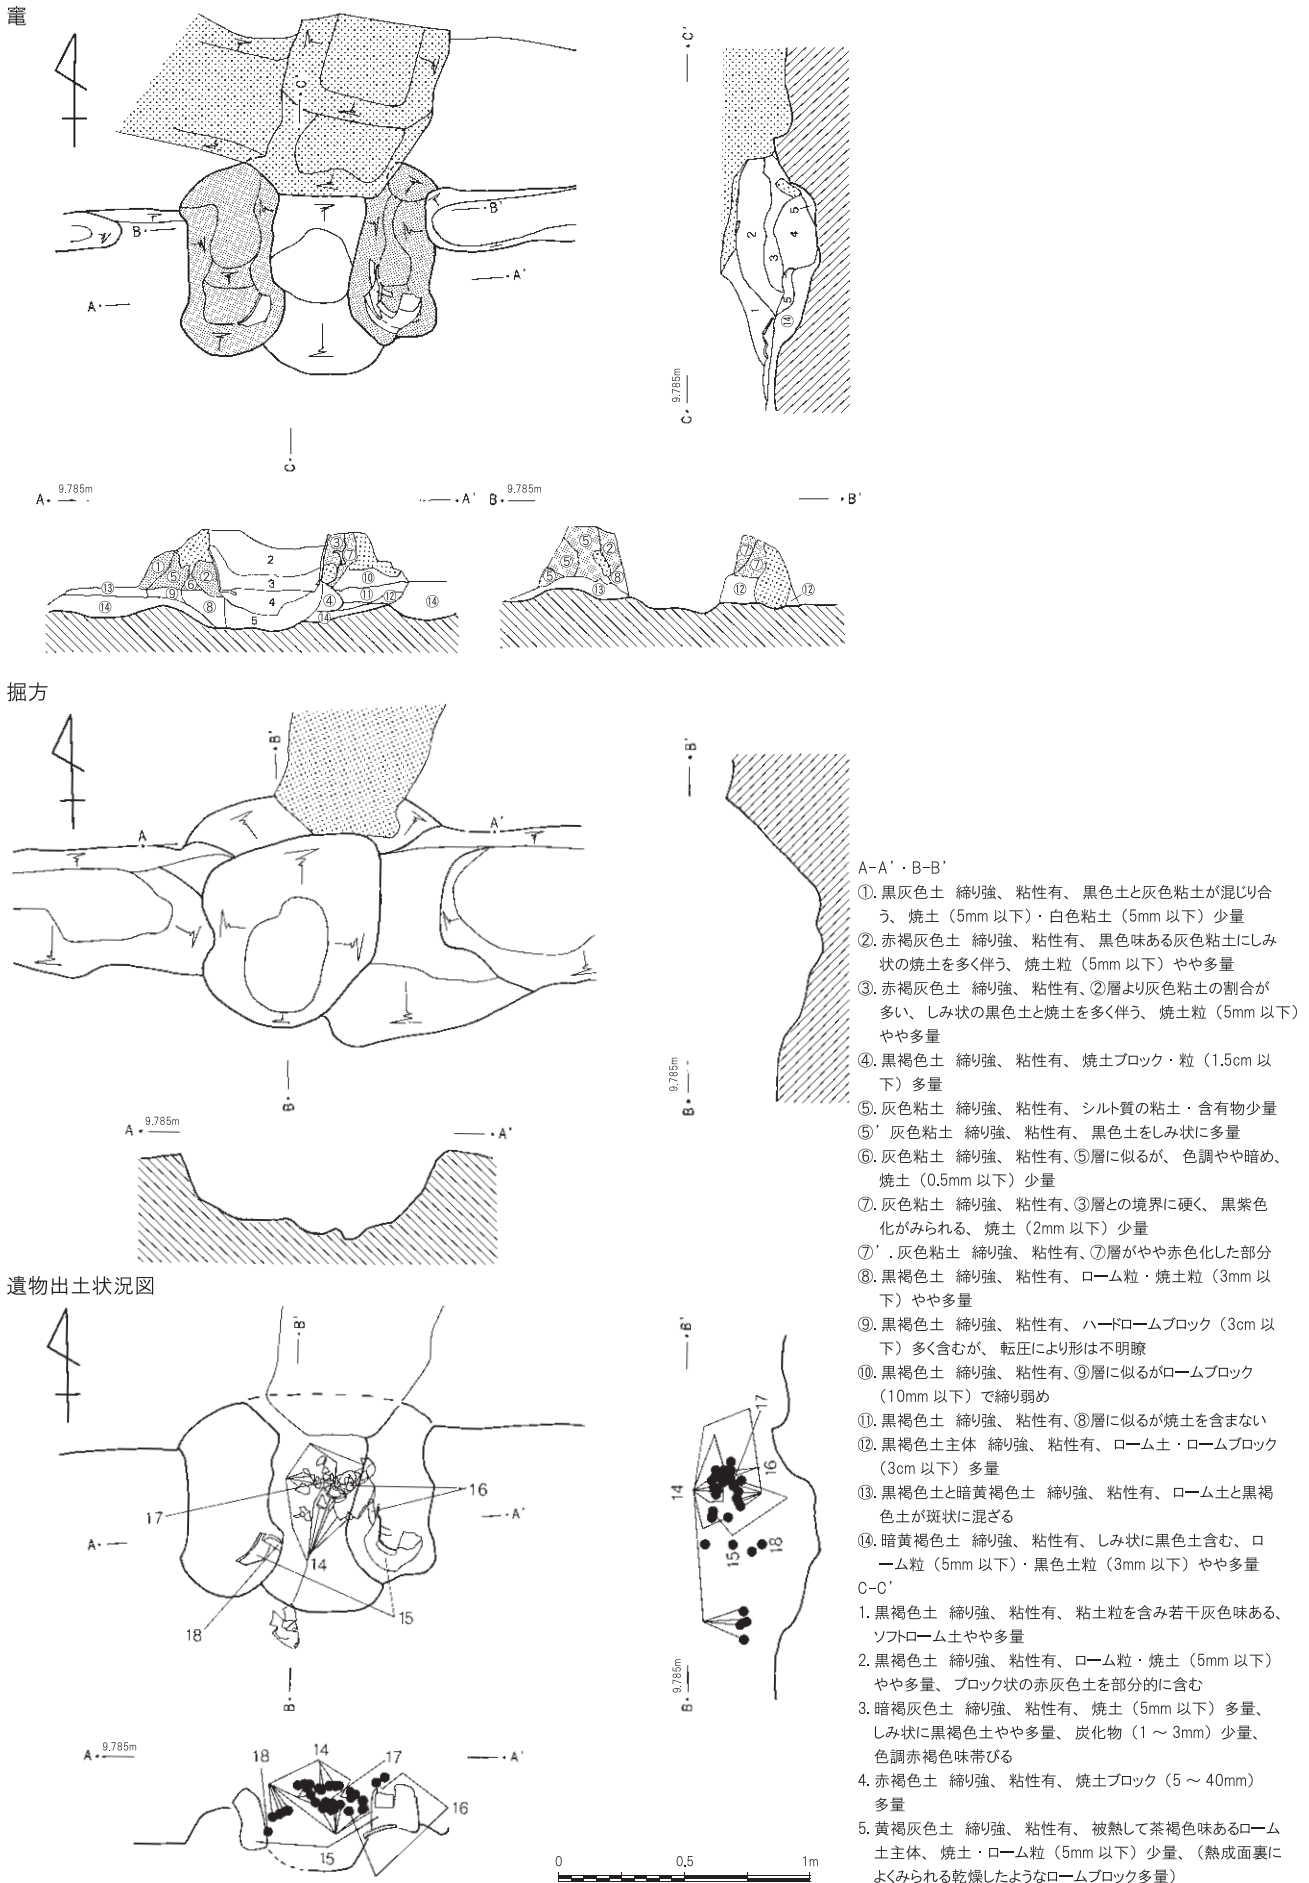 竈
C'
C'
B'
B
A'
A
C
C'
5
2
4
3
5
1
⑭
9.785m
C
A 9.785m A' B 9.785m B'
① ⑤ ② ⑥ ③ ⑦ 2 ⑩ ⑬ ⑨ 3 ⑪ ⑭ ⑧ 4 ④ ⑫ ⑭ 5 ⑭
⑤ ② ⑤' ⑤ ⑧ ⑬ ⑦' ⑦ ⑫ ⑫
掘方
B'
B'
A
A'
B
9.785m
B
A 9.785m A'
遺物出土状況図
B'
B'
17
16
14
15
18
9.785m
B
16
17
A'
A
14
15
18
B
A 9.785m A'
18 14 17
16
15
0 0.5 1m
A-A'・B-B'
①. 黒灰色土 締り強、 粘性有、 黒色土と灰色粘土が混じり合
う、 焼土（5mm 以下）・白色粘土（5mm 以下）少量
②. 赤褐灰色土 締り強、 粘性有、 黒色味ある灰色粘土にしみ
状の焼土を多く伴う、 焼土粒（5mm 以下）やや多量
③. 赤褐灰色土 締り強、 粘性有、②層より灰色粘土の割合が
多い、 しみ状の黒色土と焼土を多く伴う、 焼土粒（5mm 以下）
やや多量
④. 黒褐色土 締り強、 粘性有、 焼土ブロック・粒（1.5cm 以
下）多量
⑤. 灰色粘土 締り強、 粘性有、 シルト質の粘土・含有物少量
⑤' 灰色粘土 締り強、 粘性有、 黒色土をしみ状に多量
⑥. 灰色粘土 締り強、 粘性有、⑤層に似るが、 色調やや暗め、
焼土（0.5mm 以下）少量
⑦. 灰色粘土 締り強、 粘性有、③層との境界に硬く、 黒紫色
化がみられる、 焼土（2mm 以下）少量
⑦' . 灰色粘土 締り強、 粘性有、⑦層がやや赤色化した部分
⑧. 黒褐色土 締り強、 粘性有、 ローム粒・焼土粒（3mm 以
下）やや多量
⑨. 黒褐色土 締り強、 粘性有、 ハードロームブロック（3cm 以
下）多く含むが、 転圧により形は不明瞭
⑩. 黒褐色土 締り強、 粘性有、⑨層に似るがロームブロック
（10mm 以下）で締り弱め
⑪. 黒褐色土 締り強、 粘性有、⑧層に似るが焼土を含まない
⑫. 黒褐色土主体 締り強、 粘性有、 ローム土・ロームブロック
（3cm 以下）多量
⑬. 黒褐色土と暗黄褐色土 締り強、 粘性有、 ローム土と黒褐
色土が斑状に混ざる
⑭. 暗黄褐色土 締り強、 粘性有、 しみ状に黒色土含む、 ロ
ーム粒（5mm 以下）・黒色土粒（3mm 以下）やや多量
C-C'
1. 黒褐色土 締り強、 粘性有、 粘土粒を含み若干灰色味ある、
ソフトローム土やや多量
2. 黒褐色土 締り強、 粘性有、 ローム粒・焼土（5mm 以下）
やや多量、 ブロック状の赤灰色土を部分的に含む
3. 暗褐灰色土 締り強、 粘性有、 焼土（5mm 以下）多量、
しみ状に黒褐色土やや多量、 炭化物（1 ～ 3mm）少量、
色調赤褐色味帯びる
4. 赤褐色土 締り強、 粘性有、 焼土ブロック（5 ～ 40mm）
多量
5. 黄褐灰色土 締り強、 粘性有、 被熱して茶褐色味あるローム
土主体、 焼土・ローム粒（5mm 以下）少量、（熱成面裏に
よくみられる乾燥したようなロームブロック多量）